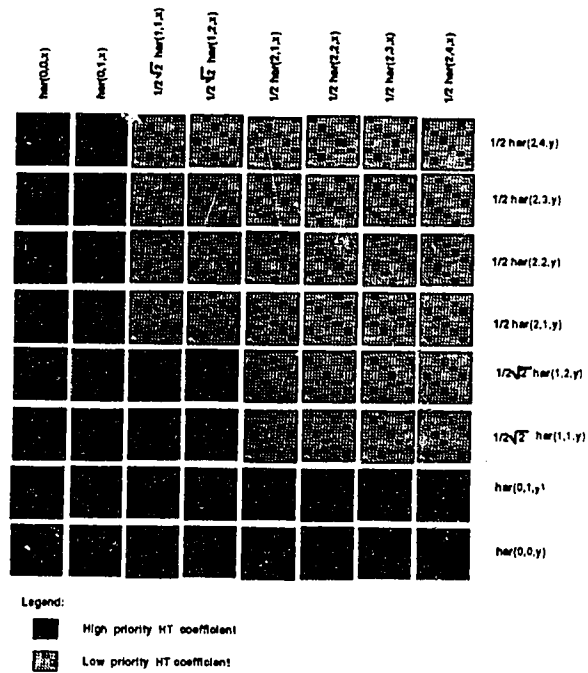 har(0,0,x)
har(0,1,x)
1/2√2 har(1,1,x)
1/2√2 har(1,2,x)
1/2 har(2,1,x)
1/2 har(2,2,x)
1/2 har(2,3,x)
1/2 har(2,4,x)
1/2 har(2,4,y)
1/2 har(2,3,y)
1/2 har(2,2,y)
1/2 har(2,1,y)
1/2√2 har(1,2,y)
1/2√2 har(1,1,y)
har(0,1,y)
har(0,0,y)
Legend:
High priority HT coefficient
Low priority HT coefficient